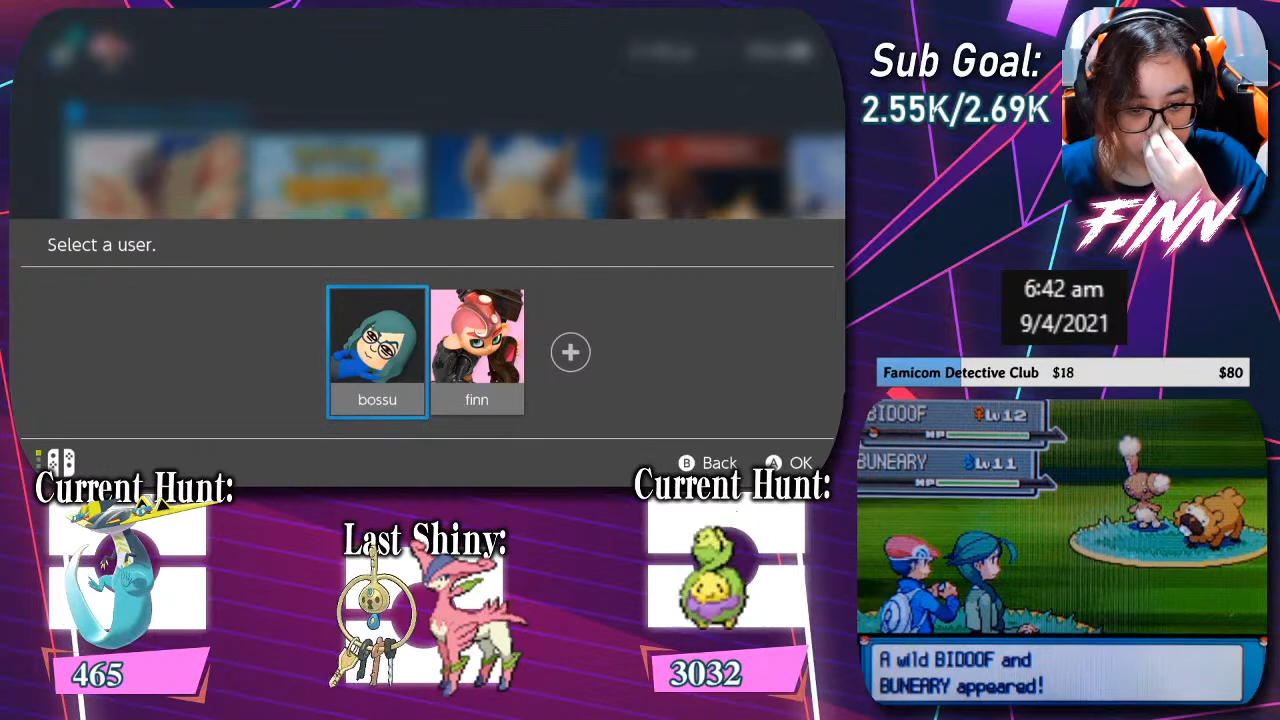 Sub Goal:
2.55K/2.69K
FINN
Select a user.
bossu
finn
B Back
A OK
6:42 am
9/4/2021
Famicom Detective Club $18 $80
BIDOOF Lv12
HP
BUNEARY Lv11
HP
A wild BIDOOF and
BUNEARY appeared!
Current Hunt:
465
Last Shiny:
Current Hunt:
3032